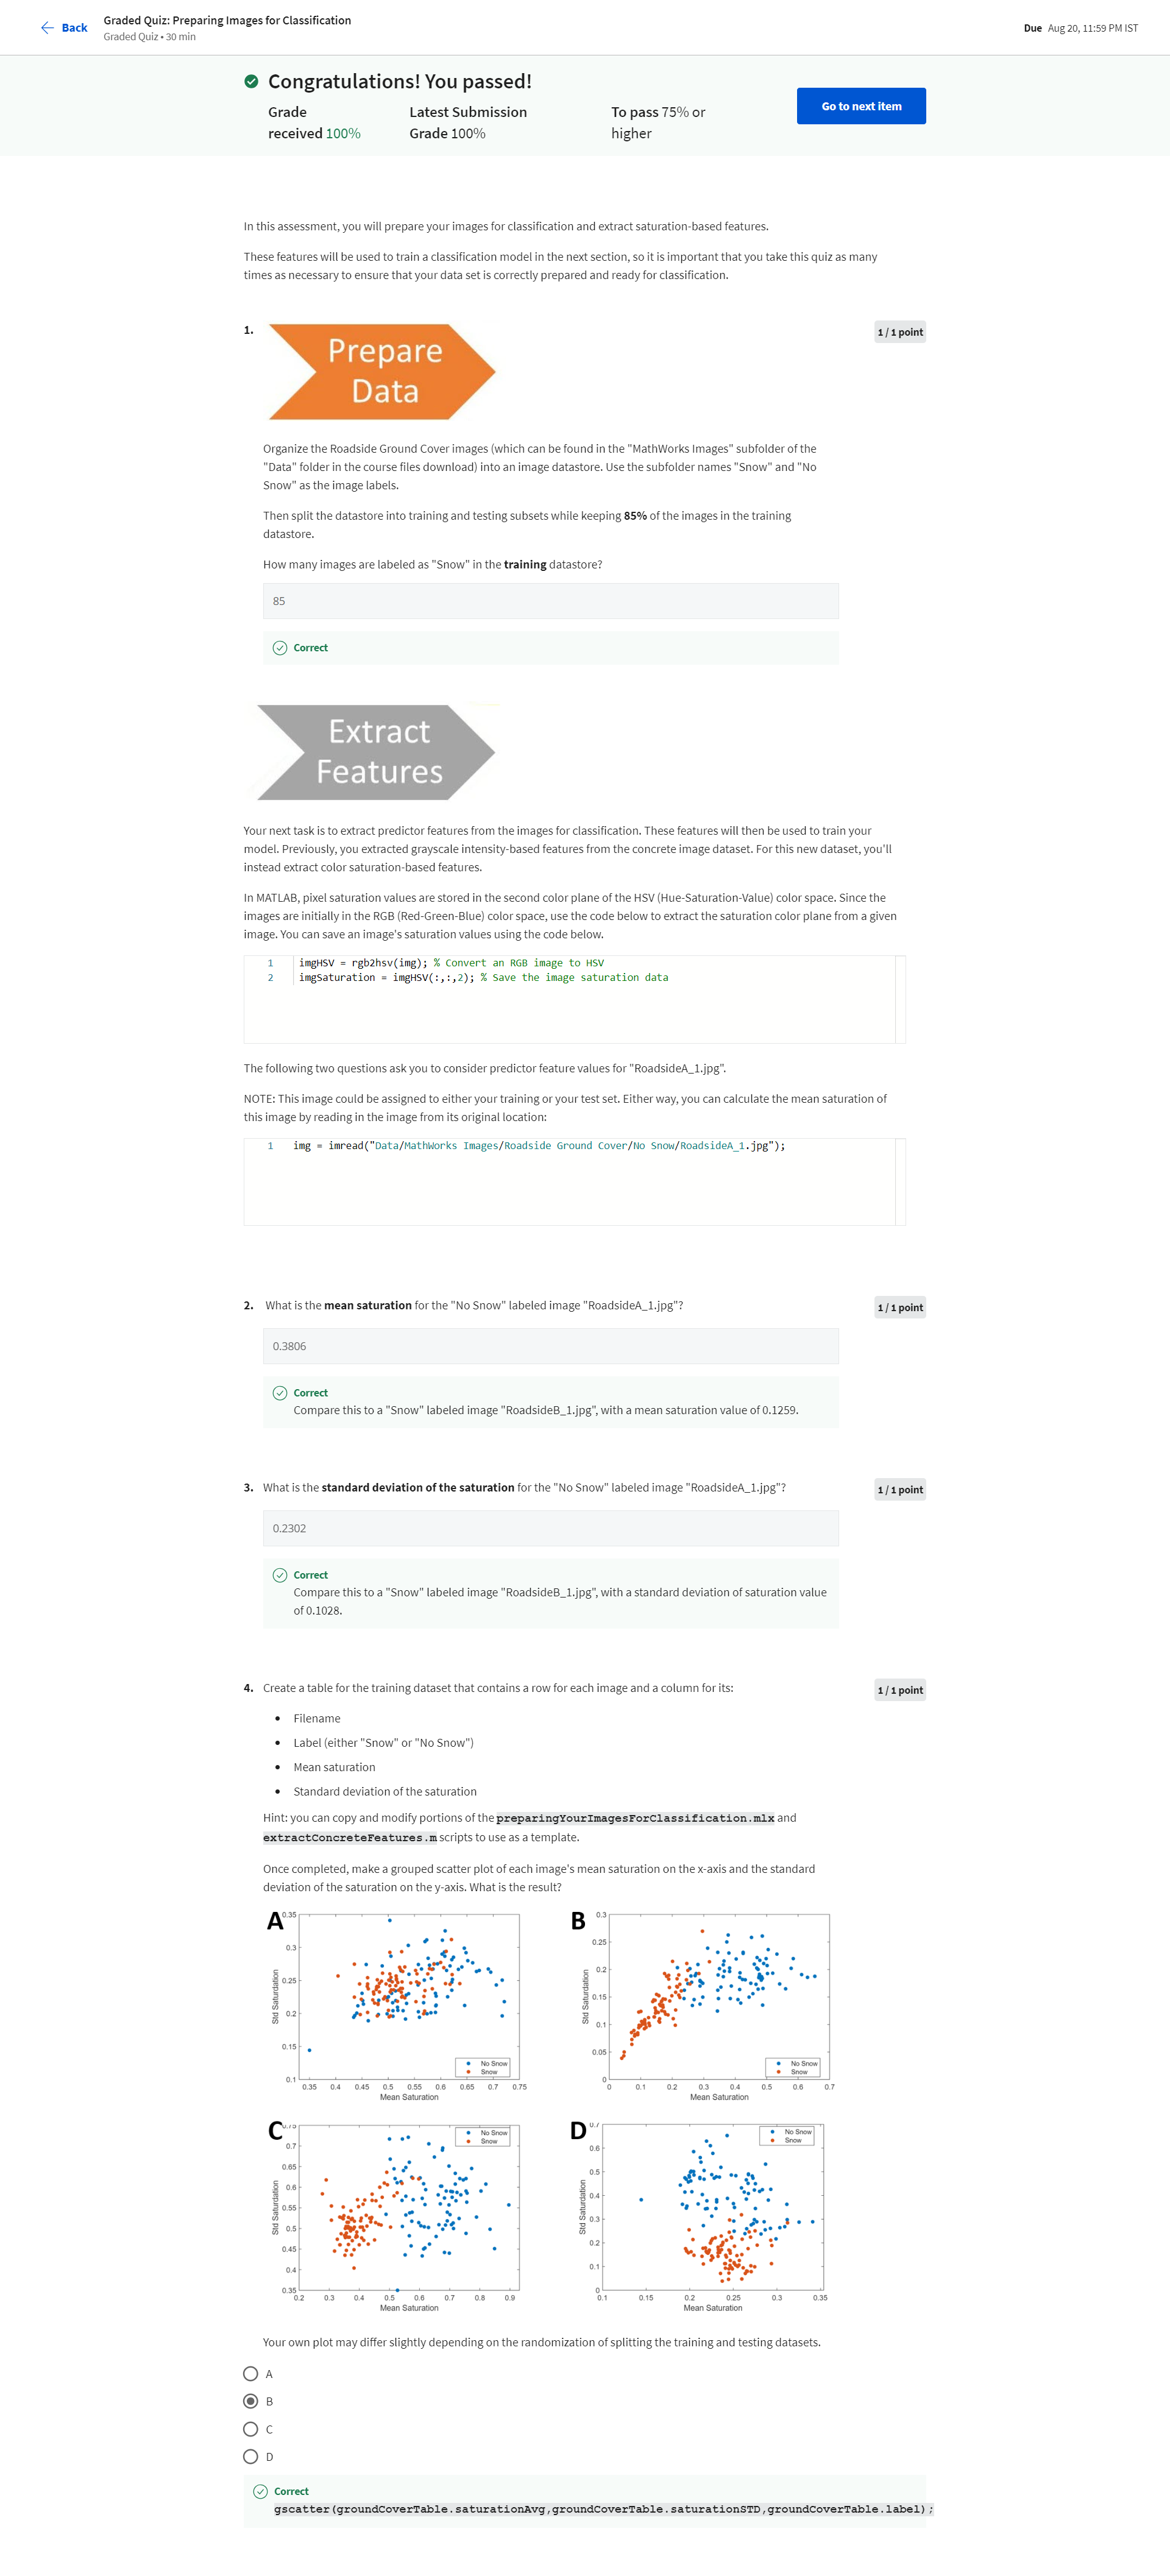 Back
Graded Quiz: Preparing Images for Classification
Graded Quiz • 30 min
Due Aug 20, 11:59 PM IST
Congratulations! You passed!
Grade
received 100%
Latest Submission
Grade 100%
To pass 75% or
higher
Go to next item
In this assessment, you will prepare your images for classification and extract saturation-based features.
These features will be used to train a classification model in the next section, so it is important that you take this quiz as many
times as necessary to ensure that your data set is correctly prepared and ready for classification.
1.
Prepare
Data
1 / 1 point
Organize the Roadside Ground Cover images (which can be found in the "MathWorks Images" subfolder of the
"Data" folder in the course files download) into an image datastore. Use the subfolder names "Snow" and "No
Snow" as the image labels.
Then split the datastore into training and testing subsets while keeping 85% of the images in the training
datastore.
How many images are labeled as "Snow" in the training datastore?
85
Correct
Extract
Features
Your next task is to extract predictor features from the images for classification. These features will then be used to train your
model. Previously, you extracted grayscale intensity-based features from the concrete image dataset. For this new dataset, you'll
instead extract color saturation-based features.
In MATLAB, pixel saturation values are stored in the second color plane of the HSV (Hue-Saturation-Value) color space. Since the
images are initially in the RGB (Red-Green-Blue) color space, use the code below to extract the saturation color plane from a given
image. You can save an image's saturation values using the code below.
1 imgHSV = rgb2hsv(img); % Convert an RGB image to HSV
2 imgSaturation = imgHSV(:,:,2); % Save the image saturation data
The following two questions ask you to consider predictor feature values for "RoadsideA_1.jpg".
NOTE: This image could be assigned to either your training or your test set. Either way, you can calculate the mean saturation of
this image by reading in the image from its original location:
1 img = imread("Data/MathWorks Images/Roadside Ground Cover/No Snow/RoadsideA_1.jpg");
2. What is the mean saturation for the "No Snow" labeled image "RoadsideA_1.jpg"?
1 / 1 point
0.3806
Correct
Compare this to a "Snow" labeled image "RoadsideB_1.jpg", with a mean saturation value of 0.1259.
3. What is the standard deviation of the saturation for the "No Snow" labeled image "RoadsideA_1.jpg"?
1 / 1 point
0.2302
Correct
Compare this to a "Snow" labeled image "RoadsideB_1.jpg", with a standard deviation of saturation value
of 0.1028.
4. Create a table for the training dataset that contains a row for each image and a column for its:
1 / 1 point
• Filename
• Label (either "Snow" or "No Snow")
• Mean saturation
• Standard deviation of the saturation
Hint: you can copy and modify portions of the preparingYourImagesForClassification.mlx and
extractConcreteFeatures.m scripts to use as a template.
Once completed, make a grouped scatter plot of each image's mean saturation on the x-axis and the standard
deviation of the saturation on the y-axis. What is the result?
A
0.35
0.3
0.25
0.2
0.15
0.1
Std Saturdation
No Snow
Snow
0.35 0.4 0.45 0.5 0.55 0.6 0.65 0.7 0.75
Mean Saturation
B
0.3
0.25
0.2
0.15
0.1
0.05
0
Std Saturdation
No Snow
Snow
0 0.1 0.2 0.3 0.4 0.5 0.6 0.7
Mean Saturation
C
0.75
0.7
0.65
0.6
0.55
0.5
0.45
0.4
0.35
Std Saturdation
No Snow
Snow
0.2 0.3 0.4 0.5 0.6 0.7 0.8 0.9
Mean Saturation
D
0.7
0.6
0.5
0.4
0.3
0.2
0.1
0
Std Saturdation
No Snow
Snow
0.1 0.15 0.2 0.25 0.3 0.35
Mean Saturation
Your own plot may differ slightly depending on the randomization of splitting the training and testing datasets.
A
B
C
D
Correct
gscatter(groundCoverTable.saturationAvg,groundCoverTable.saturationSTD,groundCoverTable.label);